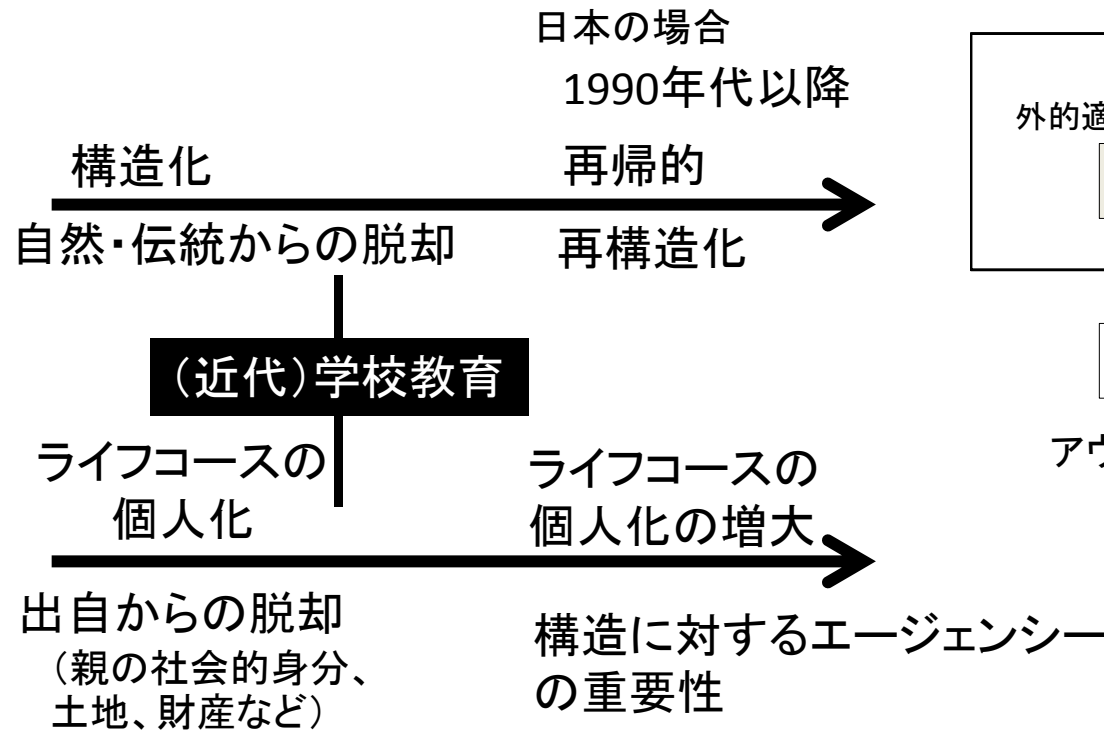 日本の場合
1990年代以降
構造化
再帰的
自然・伝統からの脱却
再構造化
（近代）学校教育
ライフコースの
個人化
ライフコースの
個人化の増大
出自からの脱却
（親の社会的身分、
土地、財産など）
構造に対するエージェンシー
の重要性
外的適
アウ